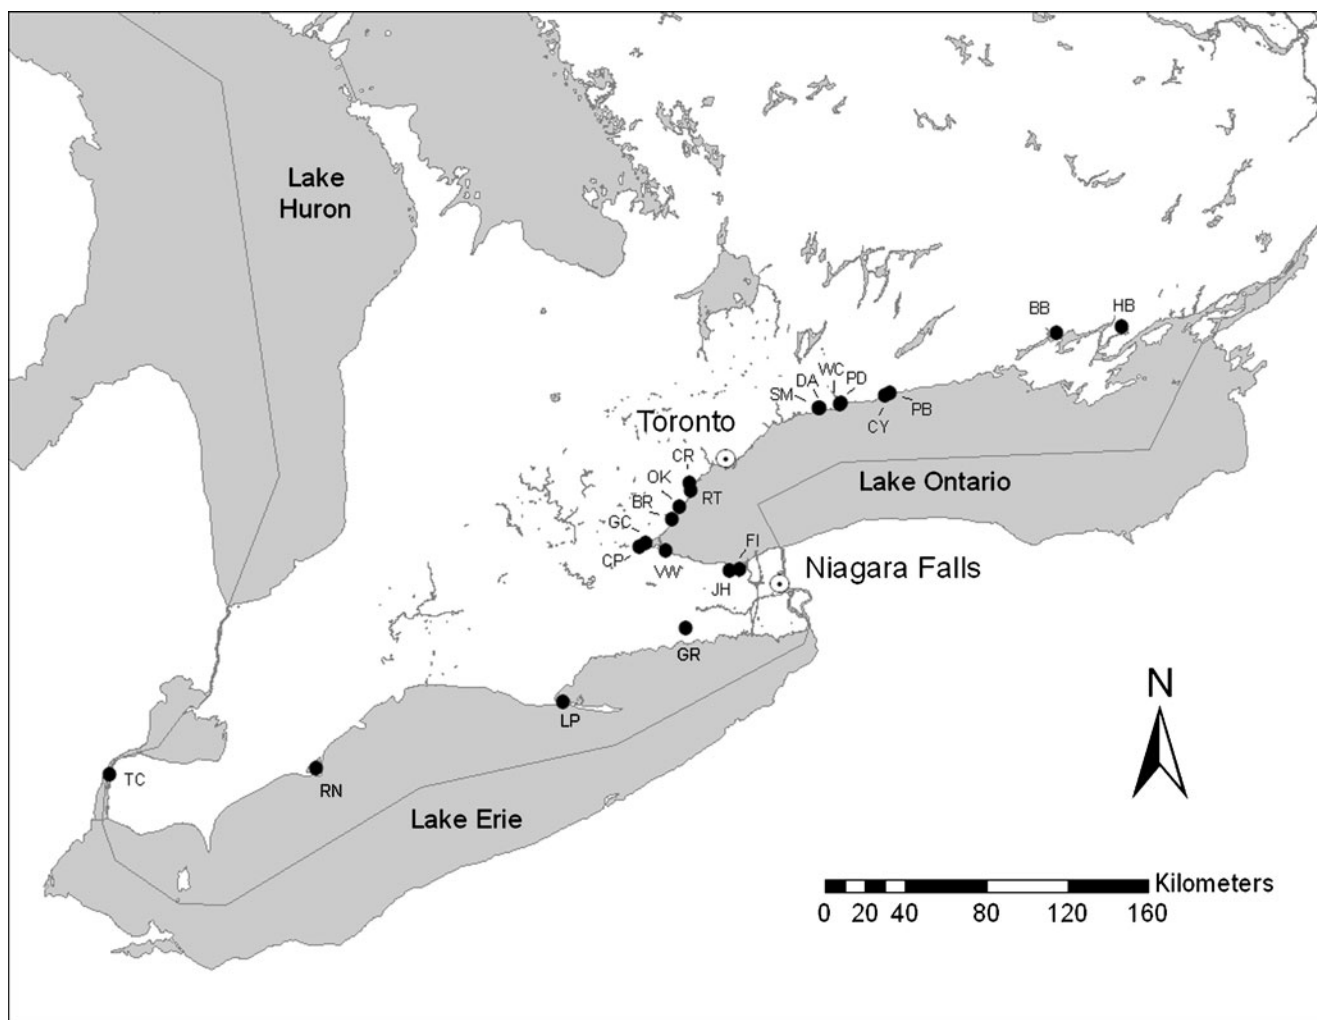 Lake
Huron
BB
HB
WC
DA
PD
SM
PB
CY
Toronto
CR
OK
RT
BR
GC
CP
VW
FI
JH
Lake Ontario
Niagara Falls
GR
LP
N
TC
RN
Lake Erie
Kilometers
0 20 40 80 120 160